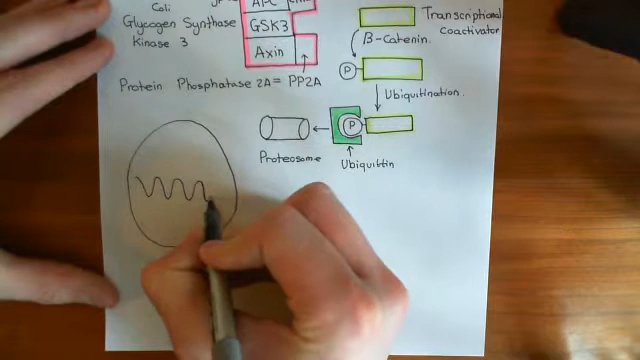 Coli
APC
Glycogen Synthase
Kinase 3
GSK3
Axin
Transcriptional
coactivator
β-Catenin.
P
Protein Phosphatase 2A = PP2A
Ubiquitination.
P
Proteosome
Ubiquitin